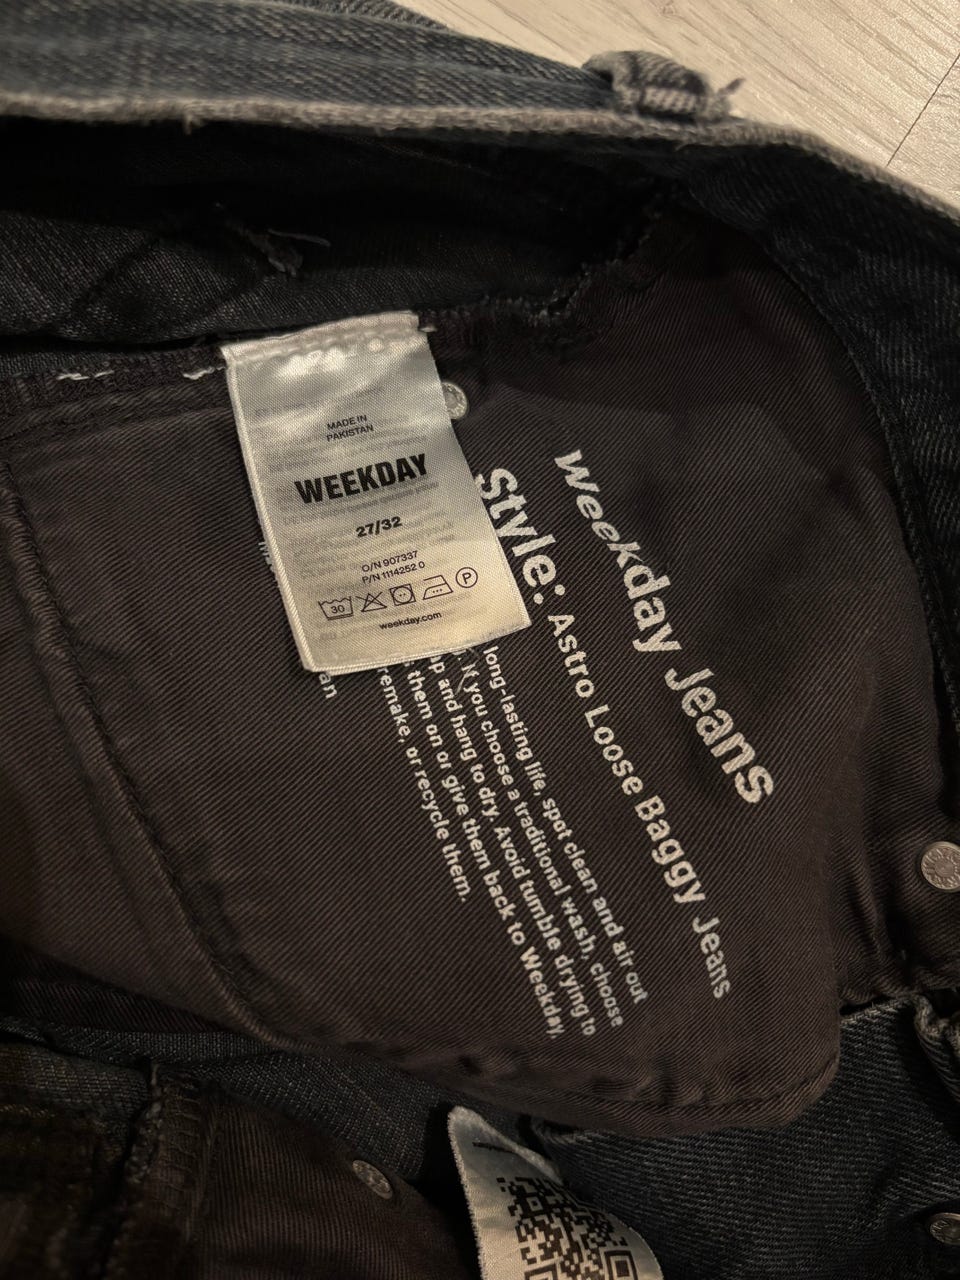 MADE IN
PAKISTAN
WEEKDAY
27/32
O/N 907337
P/N 1114252 0
30
P
weekday.com
Weekday Jeans
Style: Astro Loose Baggy Jeans
long-lasting life, spot clean and air out
If you choose a traditional wash, choose
and hang to dry. Avoid tumble drying to
them on or give them back to Weekday,
remake, or recycle them.